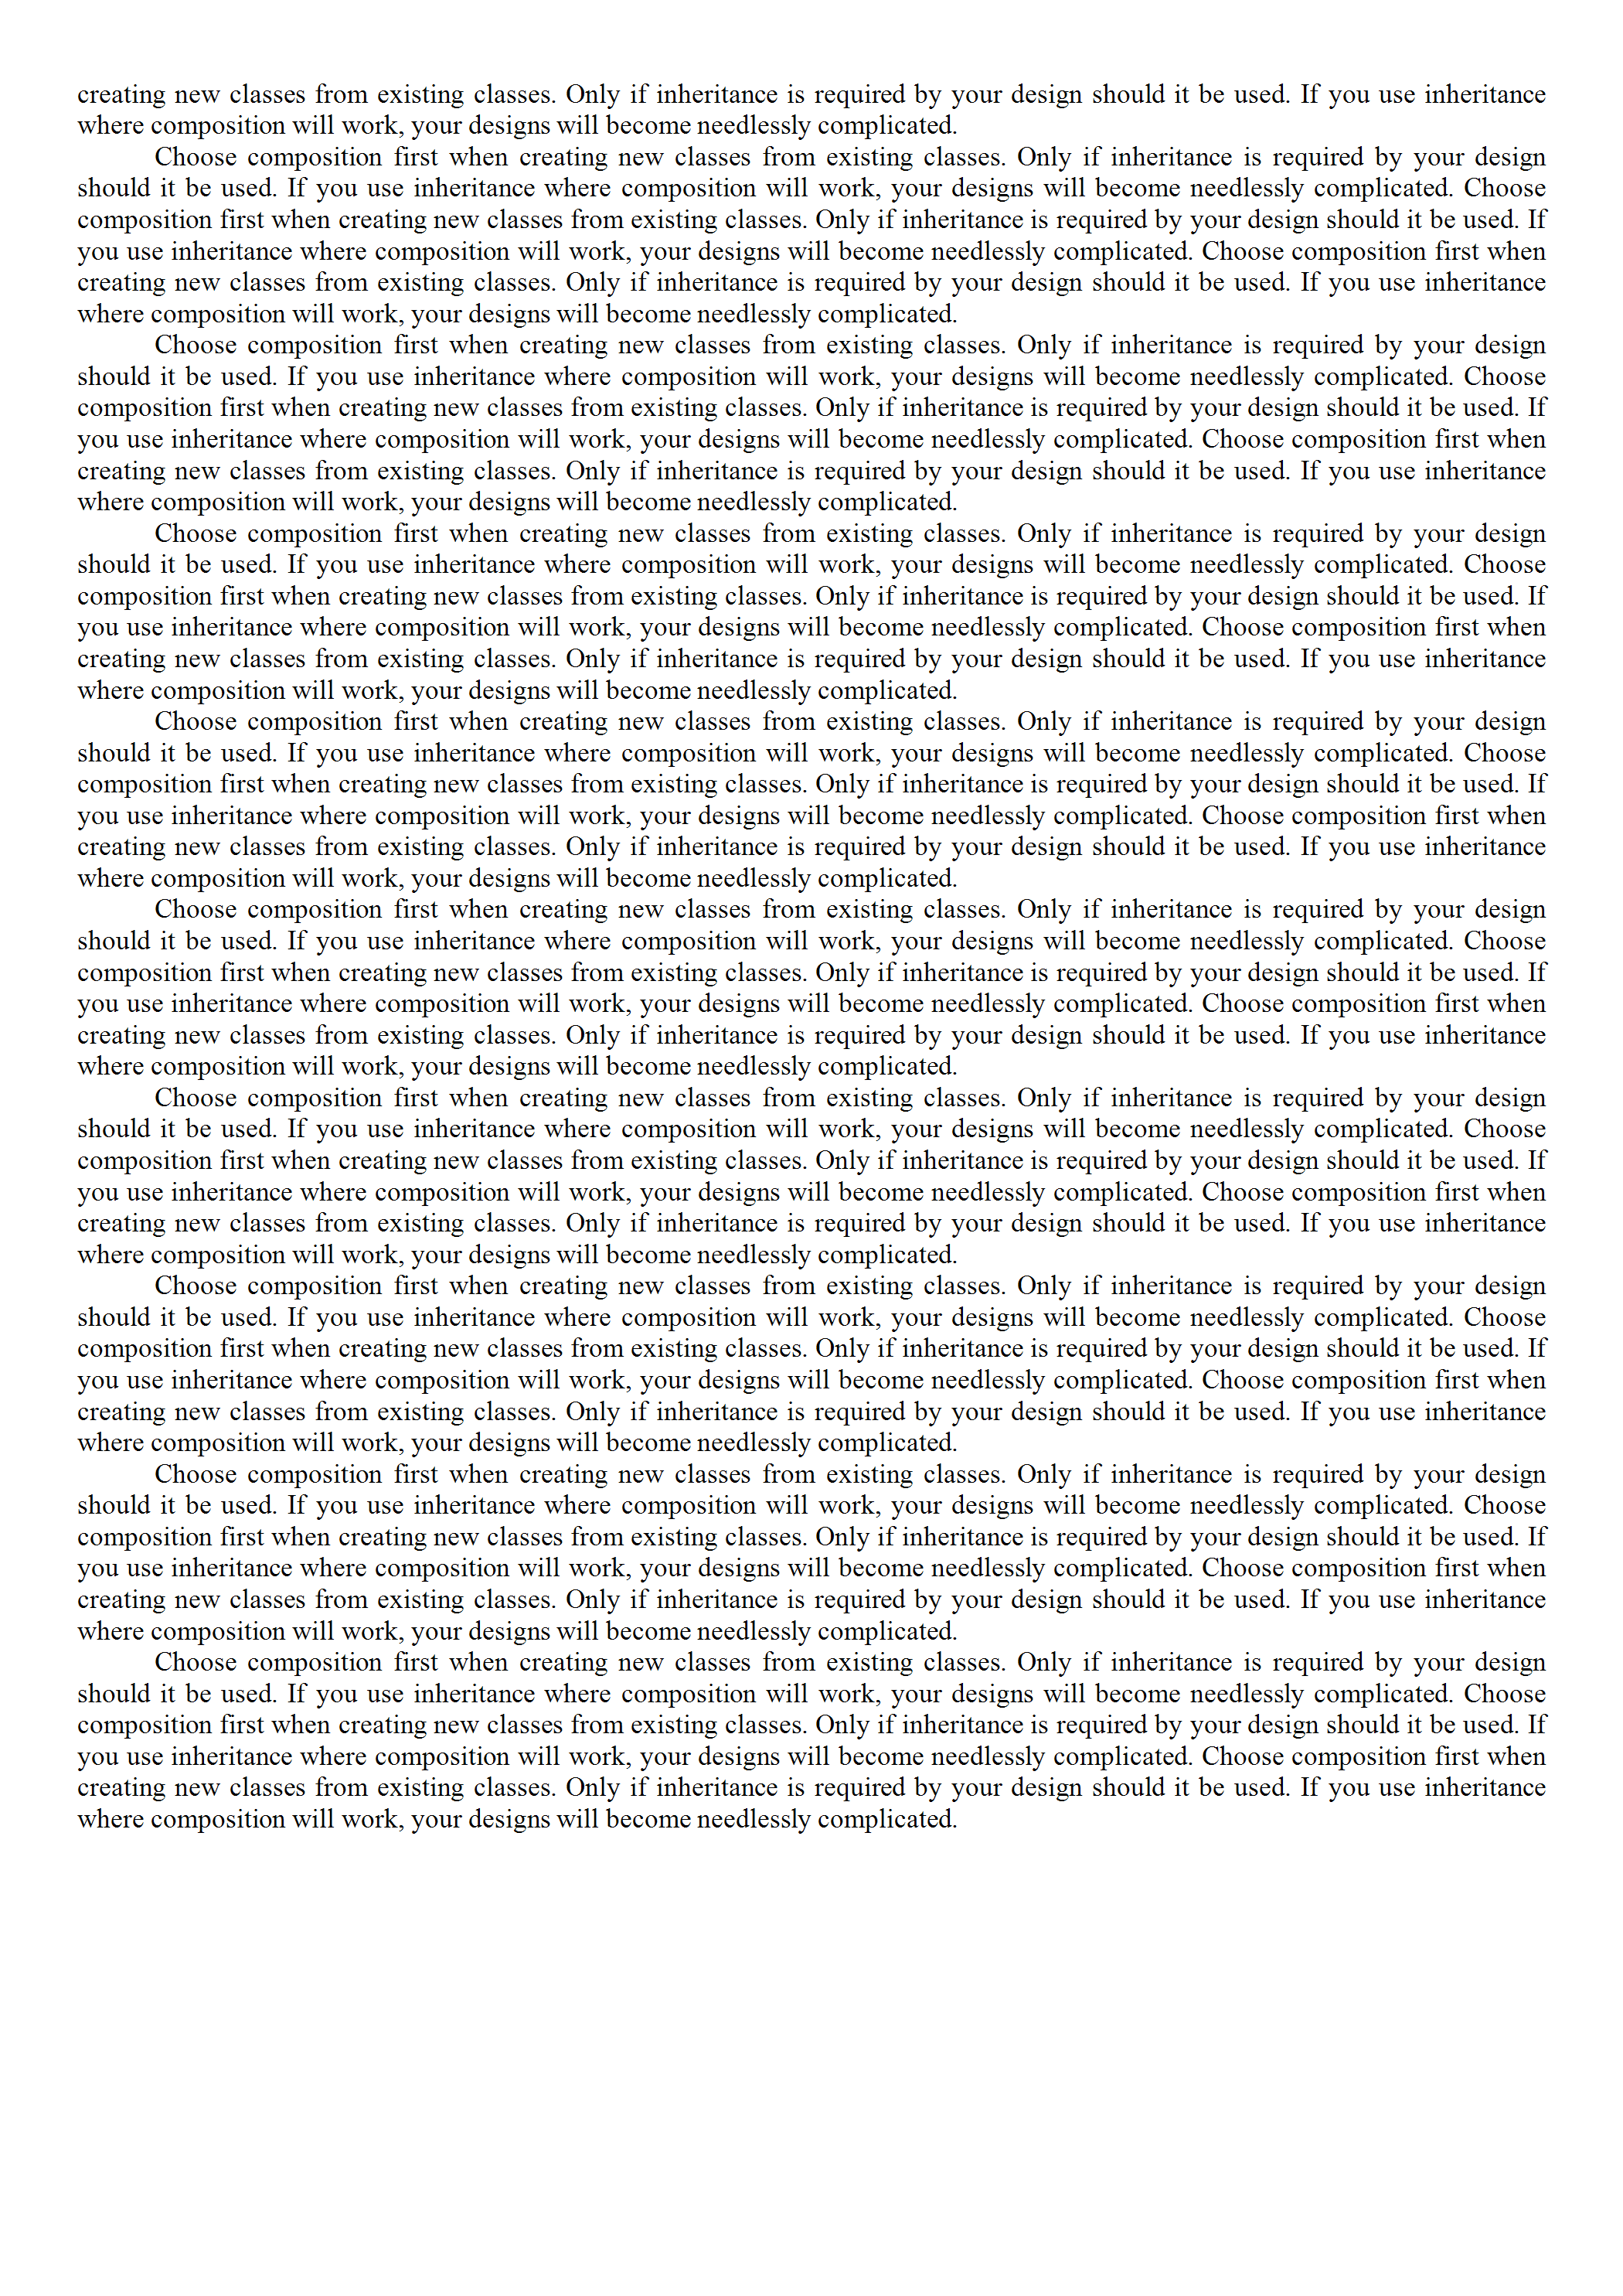 creating new classes from existing classes. Only if inheritance is required by your design should it be used. If you use inheritance
where composition will work, your designs will become needlessly complicated.
Choose composition first when creating new classes from existing classes. Only if inheritance is required by your design
should it be used. If you use inheritance where composition will work, your designs will become needlessly complicated. Choose
composition first when creating new classes from existing classes. Only if inheritance is required by your design should it be used. If
you use inheritance where composition will work, your designs will become needlessly complicated. Choose composition first when
creating new classes from existing classes. Only if inheritance is required by your design should it be used. If you use inheritance
where composition will work, your designs will become needlessly complicated.
Choose composition first when creating new classes from existing classes. Only if inheritance is required by your design
should it be used. If you use inheritance where composition will work, your designs will become needlessly complicated. Choose
composition first when creating new classes from existing classes. Only if inheritance is required by your design should it be used. If
you use inheritance where composition will work, your designs will become needlessly complicated. Choose composition first when
creating new classes from existing classes. Only if inheritance is required by your design should it be used. If you use inheritance
where composition will work, your designs will become needlessly complicated.
Choose composition first when creating new classes from existing classes. Only if inheritance is required by your design
should it be used. If you use inheritance where composition will work, your designs will become needlessly complicated. Choose
composition first when creating new classes from existing classes. Only if inheritance is required by your design should it be used. If
you use inheritance where composition will work, your designs will become needlessly complicated. Choose composition first when
creating new classes from existing classes. Only if inheritance is required by your design should it be used. If you use inheritance
where composition will work, your designs will become needlessly complicated.
Choose composition first when creating new classes from existing classes. Only if inheritance is required by your design
should it be used. If you use inheritance where composition will work, your designs will become needlessly complicated. Choose
composition first when creating new classes from existing classes. Only if inheritance is required by your design should it be used. If
you use inheritance where composition will work, your designs will become needlessly complicated. Choose composition first when
creating new classes from existing classes. Only if inheritance is required by your design should it be used. If you use inheritance
where composition will work, your designs will become needlessly complicated.
Choose composition first when creating new classes from existing classes. Only if inheritance is required by your design
should it be used. If you use inheritance where composition will work, your designs will become needlessly complicated. Choose
composition first when creating new classes from existing classes. Only if inheritance is required by your design should it be used. If
you use inheritance where composition will work, your designs will become needlessly complicated. Choose composition first when
creating new classes from existing classes. Only if inheritance is required by your design should it be used. If you use inheritance
where composition will work, your designs will become needlessly complicated.
Choose composition first when creating new classes from existing classes. Only if inheritance is required by your design
should it be used. If you use inheritance where composition will work, your designs will become needlessly complicated. Choose
composition first when creating new classes from existing classes. Only if inheritance is required by your design should it be used. If
you use inheritance where composition will work, your designs will become needlessly complicated. Choose composition first when
creating new classes from existing classes. Only if inheritance is required by your design should it be used. If you use inheritance
where composition will work, your designs will become needlessly complicated.
Choose composition first when creating new classes from existing classes. Only if inheritance is required by your design
should it be used. If you use inheritance where composition will work, your designs will become needlessly complicated. Choose
composition first when creating new classes from existing classes. Only if inheritance is required by your design should it be used. If
you use inheritance where composition will work, your designs will become needlessly complicated. Choose composition first when
creating new classes from existing classes. Only if inheritance is required by your design should it be used. If you use inheritance
where composition will work, your designs will become needlessly complicated.
Choose composition first when creating new classes from existing classes. Only if inheritance is required by your design
should it be used. If you use inheritance where composition will work, your designs will become needlessly complicated. Choose
composition first when creating new classes from existing classes. Only if inheritance is required by your design should it be used. If
you use inheritance where composition will work, your designs will become needlessly complicated. Choose composition first when
creating new classes from existing classes. Only if inheritance is required by your design should it be used. If you use inheritance
where composition will work, your designs will become needlessly complicated.
Choose composition first when creating new classes from existing classes. Only if inheritance is required by your design
should it be used. If you use inheritance where composition will work, your designs will become needlessly complicated. Choose
composition first when creating new classes from existing classes. Only if inheritance is required by your design should it be used. If
you use inheritance where composition will work, your designs will become needlessly complicated. Choose composition first when
creating new classes from existing classes. Only if inheritance is required by your design should it be used. If you use inheritance
where composition will work, your designs will become needlessly complicated.